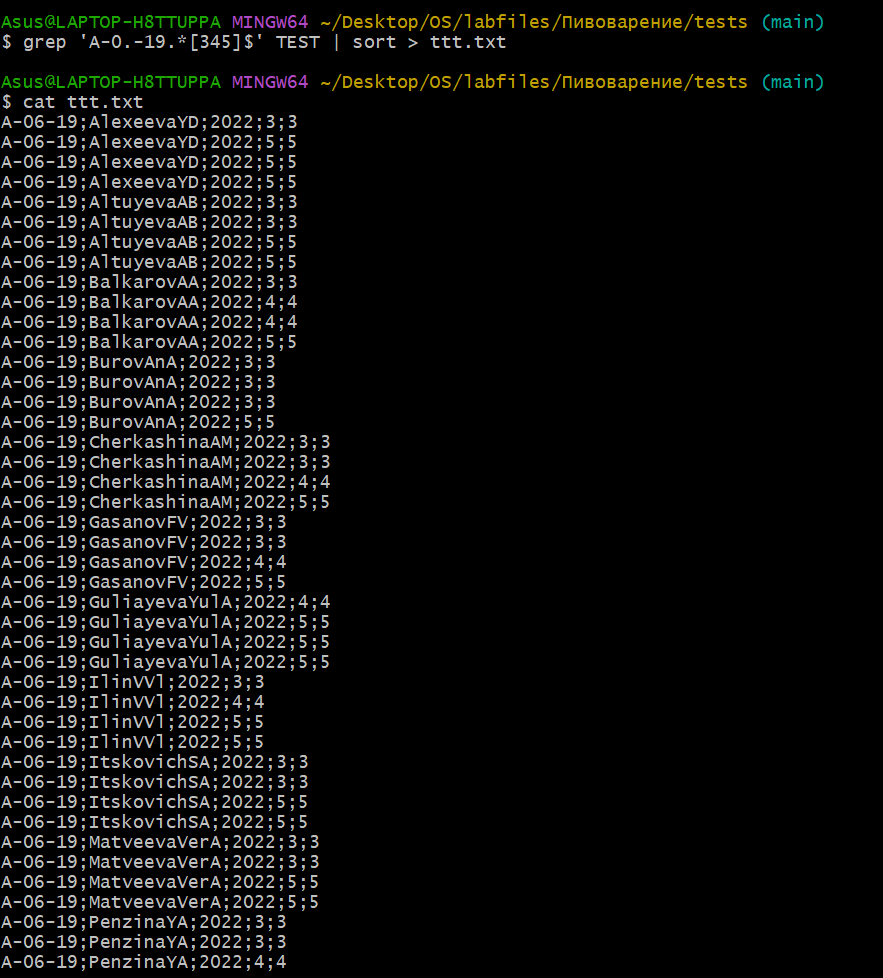 Asus@LAPTOP-H8TTUPPA MINGW64 ~/Desktop/OS/labfiles/Пивоварение/tests (main)
$ grep 'A-0.-19.*[345]$' TEST | sort > ttt.txt
Asus@LAPTOP-H8TTUPPA MINGW64 ~/Desktop/OS/labfiles/Пивоварение/tests (main)
$ cat ttt.txt
A-06-19;AlexeevaYD;2022;3;3
A-06-19;AlexeevaYD;2022;5;5
A-06-19;AlexeevaYD;2022;5;5
A-06-19;AlexeevaYD;2022;5;5
A-06-19;AltuyevaAB;2022;3;3
A-06-19;AltuyevaAB;2022;3;3
A-06-19;AltuyevaAB;2022;5;5
A-06-19;AltuyevaAB;2022;5;5
A-06-19;BalkarovAA;2022;3;3
A-06-19;BalkarovAA;2022;4;4
A-06-19;BalkarovAA;2022;4;4
A-06-19;BalkarovAA;2022;5;5
A-06-19;BurovAnA;2022;3;3
A-06-19;BurovAnA;2022;3;3
A-06-19;BurovAnA;2022;3;3
A-06-19;BurovAnA;2022;5;5
A-06-19;CherkashinaAM;2022;3;3
A-06-19;CherkashinaAM;2022;3;3
A-06-19;CherkashinaAM;2022;4;4
A-06-19;CherkashinaAM;2022;5;5
A-06-19;GasanovFV;2022;3;3
A-06-19;GasanovFV;2022;3;3
A-06-19;GasanovFV;2022;4;4
A-06-19;GasanovFV;2022;5;5
A-06-19;GuliayevaYulA;2022;4;4
A-06-19;GuliayevaYulA;2022;5;5
A-06-19;GuliayevaYulA;2022;5;5
A-06-19;GuliayevaYulA;2022;5;5
A-06-19;IlinVVl;2022;3;3
A-06-19;IlinVVl;2022;4;4
A-06-19;IlinVVl;2022;5;5
A-06-19;IlinVVl;2022;5;5
A-06-19;ItskovichSA;2022;3;3
A-06-19;ItskovichSA;2022;3;3
A-06-19;ItskovichSA;2022;5;5
A-06-19;ItskovichSA;2022;5;5
A-06-19;MatveevaVerA;2022;3;3
A-06-19;MatveevaVerA;2022;3;3
A-06-19;MatveevaVerA;2022;5;5
A-06-19;MatveevaVerA;2022;5;5
A-06-19;PenzinaYA;2022;3;3
A-06-19;PenzinaYA;2022;3;3
A-06-19;PenzinaYA;2022;4;4